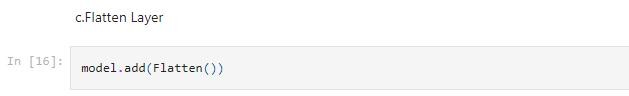 c.Flatten Layer
In [16]:
model.add(Flatten())